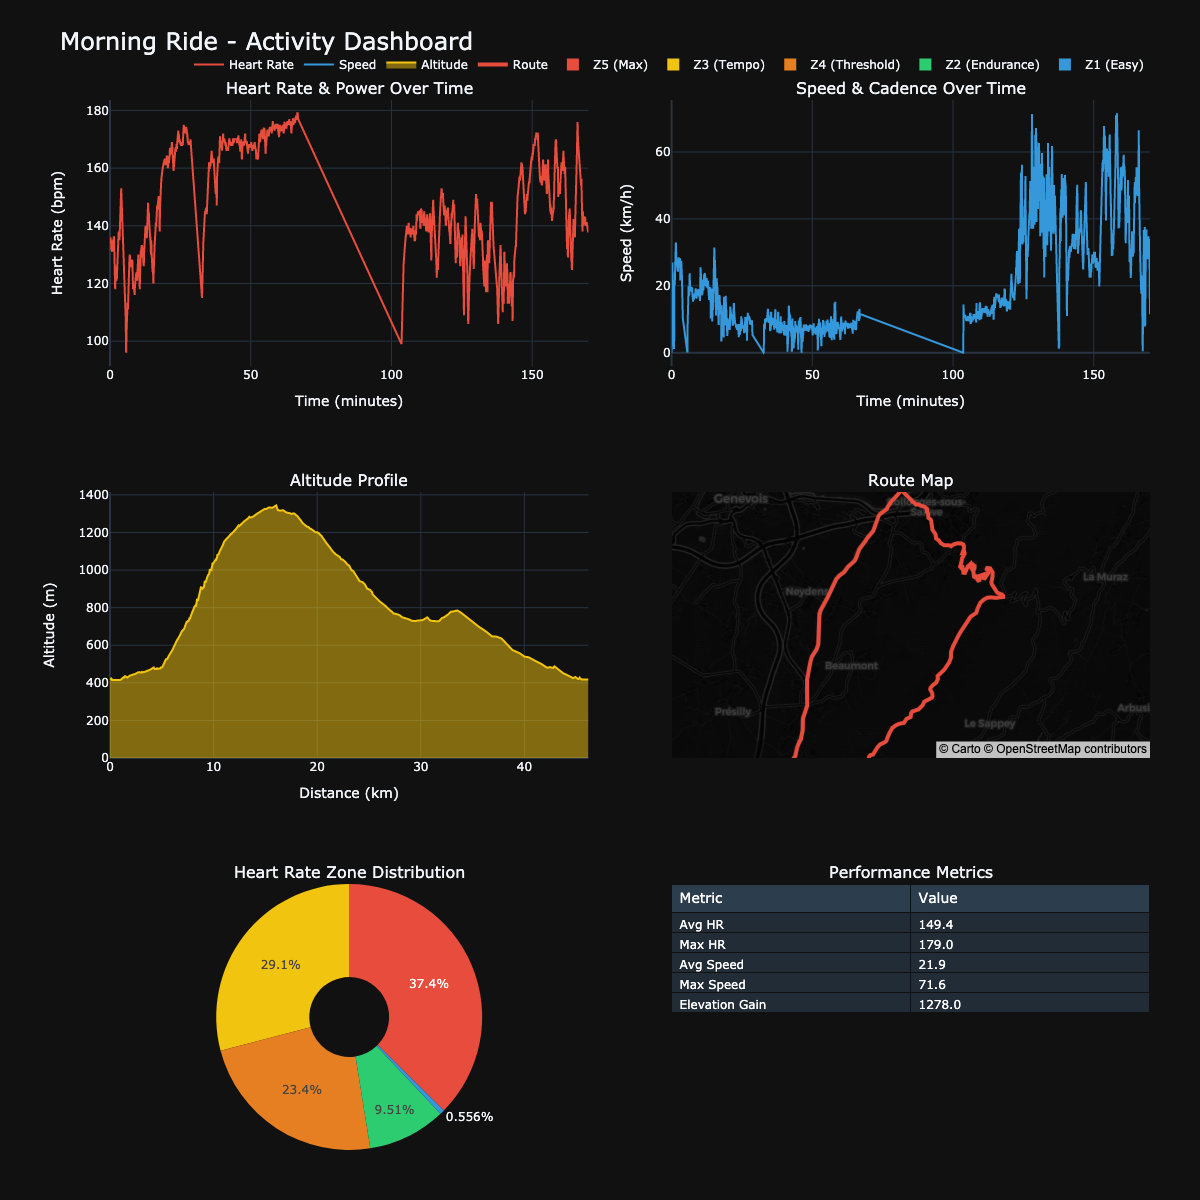 Morning Ride - Activity Dashboard
Heart Rate Speed Altitude Route Z5 (Max) Z3 (Tempo) Z4 (Threshold) Z2 (Endurance) Z1 (Easy)
Heart Rate & Power Over Time
Heart Rate (bpm)
180
160
140
120
100
0 50 100 150
Time (minutes)
Speed & Cadence Over Time
Speed (km/h)
60
40
20
0
0 50 100 150
Time (minutes)
Altitude Profile
Altitude (m)
1400
1200
1000
800
600
400
200
0
0 10 20 30 40
Distance (km)
Route Map
Genevois
Collonges-sous-
Salève
La Muraz
Neydens
Beaumont
Présilly
Arbusi
Le Sappey
© Carto © OpenStreetMap contributors
Heart Rate Zone Distribution
29.1%
37.4%
23.4%
9.51%
0.556%
Performance Metrics
Metric Value
Avg HR 149.4
Max HR 179.0
Avg Speed 21.9
Max Speed 71.6
Elevation Gain 1278.0